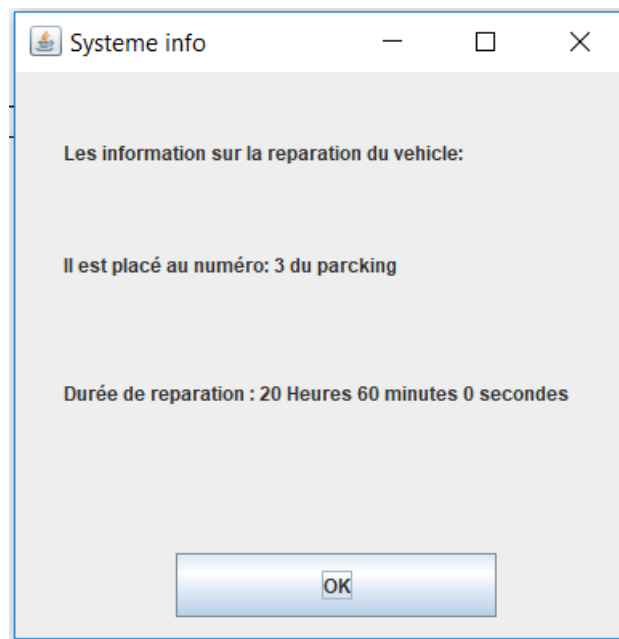 Systeme info
Les information sur la reparation du vehicle:
Il est placé au numéro: 3 du parcking
Durée de reparation : 20 Heures 60 minutes 0 secondes
OK